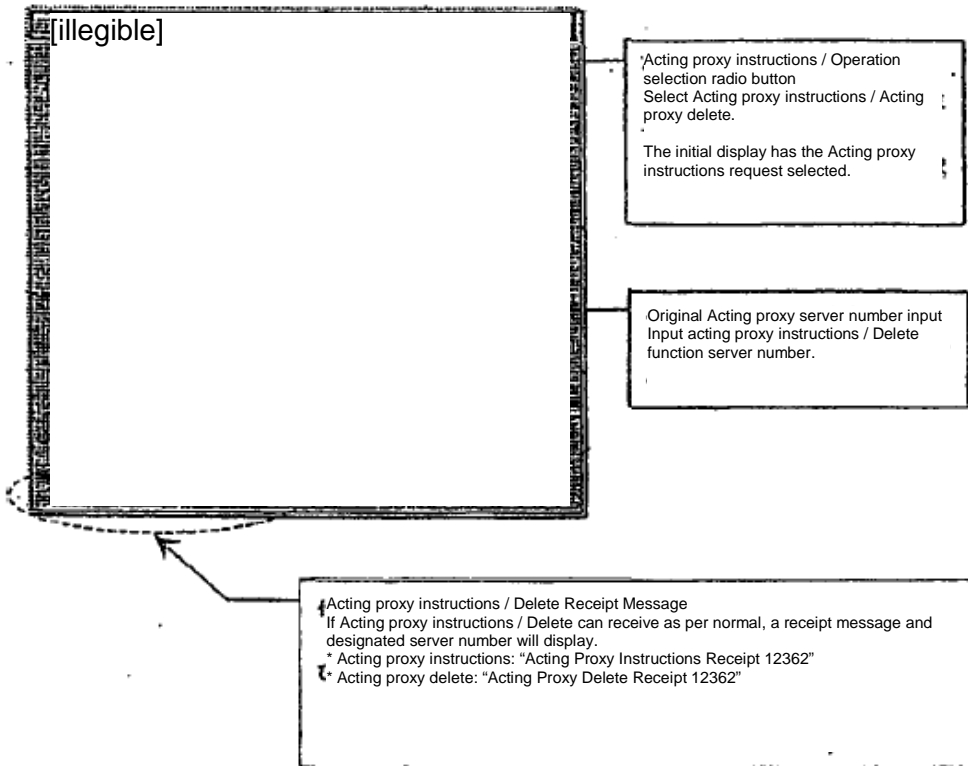 [illegible]
Acting proxy instructions / Operation
selection radio button
Select Acting proxy instructions / Acting
proxy delete.
The initial display has the Acting proxy
instructions request selected.
Original Acting proxy server number input
Input acting proxy instructions / Delete
function server number.
Acting proxy instructions / Delete Receipt Message
If Acting proxy instructions / Delete can receive as per normal, a receipt message and
designated server number will display.
* Acting proxy instructions: “Acting Proxy Instructions Receipt 12362”
* Acting proxy delete: “Acting Proxy Delete Receipt 12362”